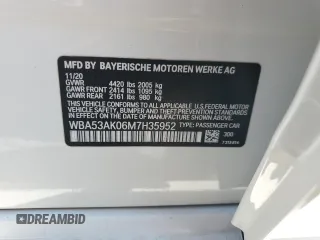 MFD BY BAYERISCHE MOTOREN WERKE AG
11/20
GVWR 4420 lbs 2005 kg
GAWR FRONT 2414 lbs 1095 kg
GAWR REAR 2161 lbs 980 kg
THIS VEHICLE CONFORMS TO ALL APPLICABLE FEDERAL MOTOR
VEHICLE SAFETY, BUMPER, AND THEFT PREVENTION STANDARDS IN
EFFECT ON THE DATE OF MANUFACTURE SHOWN ABOVE.
WBA53AK06M7H35952 TYPE: PASSENGER CAR
300
© DREAMBID
DREAMBID.COM